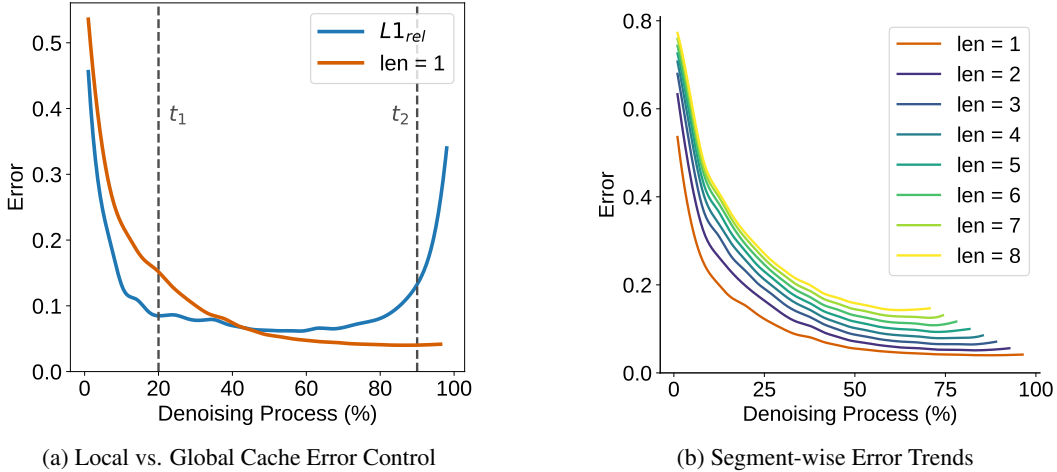 0.5
0.4
0.3
0.2
0.1
0.0
Error
L1rel
len = 1
t1
t2
0 20 40 60 80 100
Denoising Process (%)
(a) Local vs. Global Cache Error Control
0.8
0.6
0.4
0.2
0.0
Error
len = 1
len = 2
len = 3
len = 4
len = 5
len = 6
len = 7
len = 8
0 25 50 75 100
Denoising Process (%)
(b) Segment-wise Error Trends